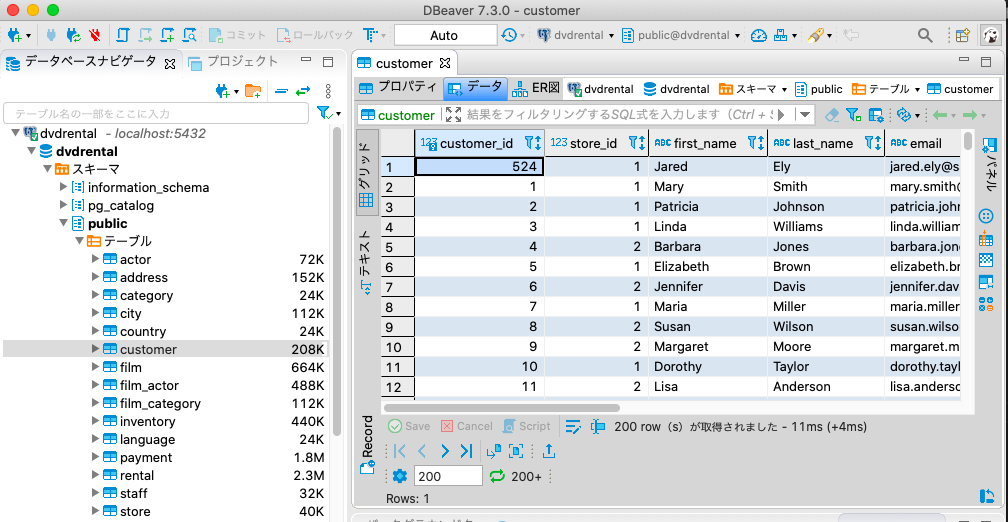 DBeaver 7.3.0 - customer
コミット ロールバック Auto dvdrental public@dvdrental
データベースナビゲータ プロジェクト
テーブル名の一部をここに入力
dvdrental - localhost:5432
dvdrental
スキーマ
information_schema
pg_catalog
public
テーブル
actor 72K
address 152K
category 24K
city 112K
country 24K
customer 208K
film 664K
film_actor 488K
film_category 112K
inventory 440K
language 24K
payment 1.8M
rental 2.3M
staff 32K
store 40K
customer
プロパティ データ ER図 dvdrental dvdrental スキーマ public テーブル customer
customer 結果をフィルタリングするSQL式を入力します (Ctrl + S
グリッド
テキスト
Record
123 customer_id 123 store_id ABC first_name ABC last_name ABC email
1 524 1 Jared Ely jared.ely@s
2 1 1 Mary Smith mary.smith@
3 2 1 Patricia Johnson patricia.john
4 3 1 Linda Williams linda.william
5 4 2 Barbara Jones barbara.jone
6 5 1 Elizabeth Brown elizabeth.br
7 6 2 Jennifer Davis jennifer.dav
8 7 1 Maria Miller maria.miller
9 8 2 Susan Wilson susan.wilso
10 9 2 Margaret Moore margaret.m
11 10 1 Dorothy Taylor dorothy.tayl
12 11 2 Lisa Anderson lisa.anderso
パネル
Save Cancel Script 200 row（s）が取得されました - 11ms (+4ms)
200 200+
Rows: 1